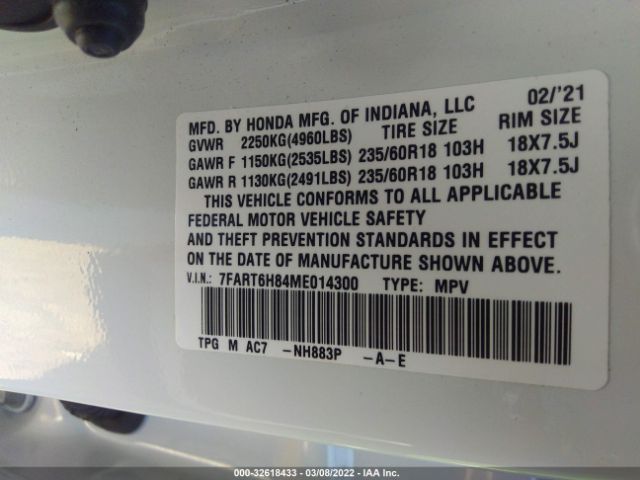 MFD. BY HONDA MFG. OF INDIANA, LLC 02/'21
GVWR 2250KG(4960LBS) TIRE SIZE RIM SIZE
GAWR F 1150KG(2535LBS) 235/60R18 103H 18X7.5J
GAWR R 1130KG(2491LBS) 235/60R18 103H 18X7.5J
THIS VEHICLE CONFORMS TO ALL APPLICABLE
FEDERAL MOTOR VEHICLE SAFETY
AND THEFT PREVENTION STANDARDS IN EFFECT
ON THE DATE OF MANUFACTURE SHOWN ABOVE.
V.I.N.: 7FART6H84ME014300 TYPE: MPV
TPG M AC7 -NH883P -A-E
000-32618433 - 03/08/2022 - IAA Inc.